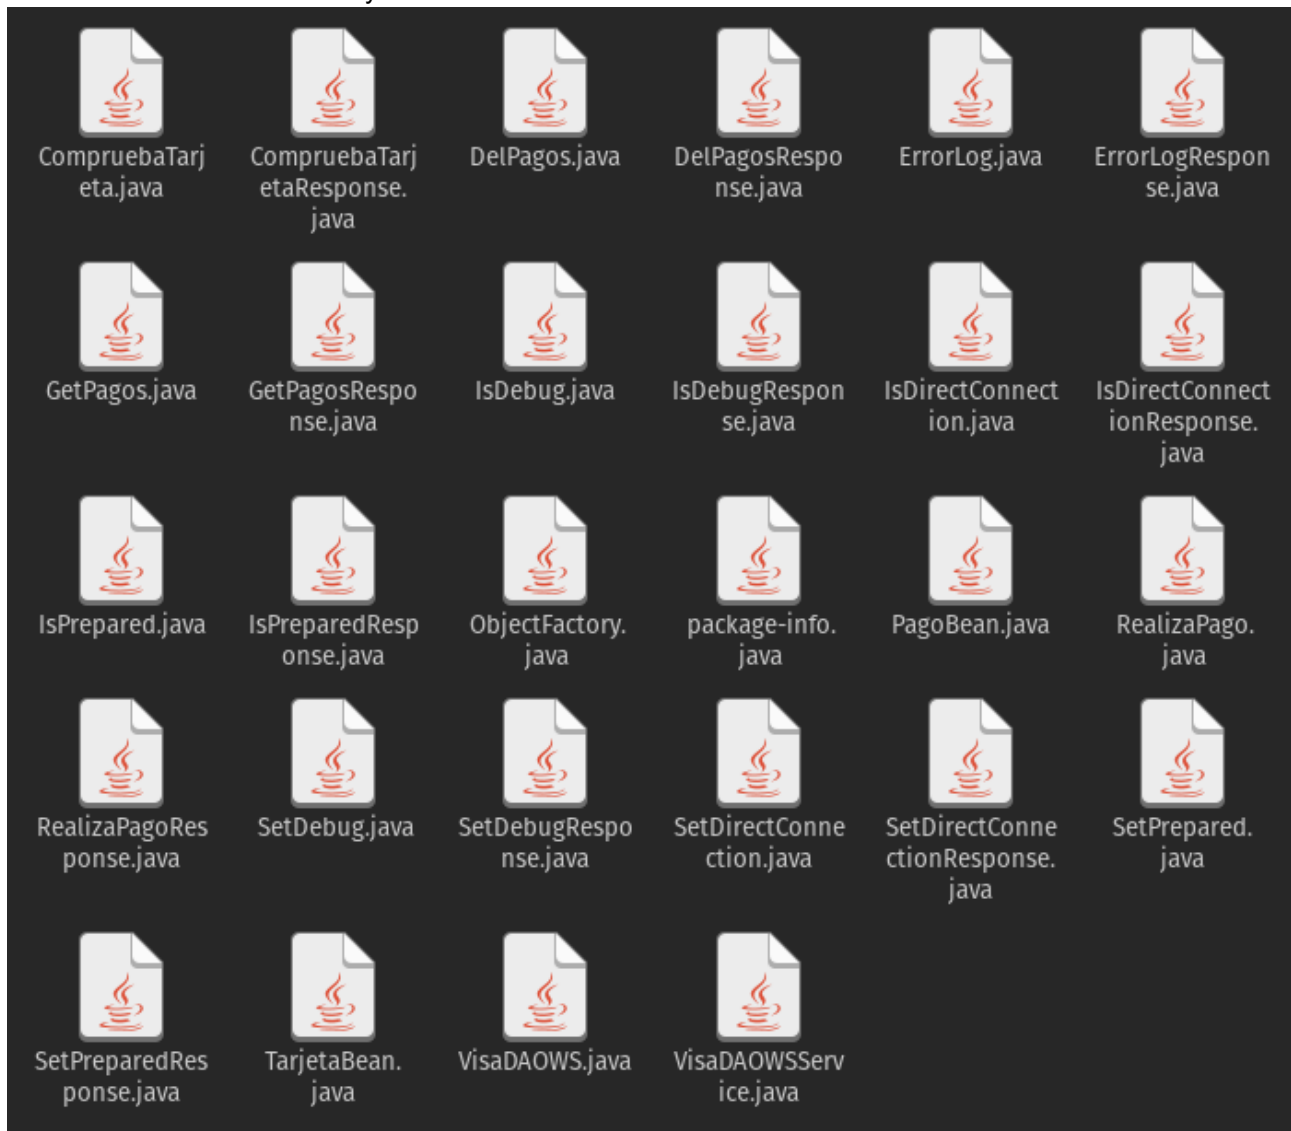 CompruebaTarj
eta.java
CompruebaTarj
etaResponse.
java
DelPagos.java
DelPagosRespo
nse.java
ErrorLog.java
ErrorLogRespon
se.java
GetPagos.java
GetPagosRespo
nse.java
IsDebug.java
IsDebugRespon
se.java
IsDirectConnect
ion.java
IsDirectConnect
ionResponse.
java
IsPrepared.java
IsPreparedResp
onse.java
ObjectFactory.
java
package-info.
java
PagoBean.java
RealizaPago.
java
RealizaPagoRes
ponse.java
SetDebug.java
SetDebugRespo
nse.java
SetDirectConne
ction.java
SetDirectConne
ctionResponse.
java
SetPrepared.
java
SetPreparedRes
ponse.java
TarjetaBean.
java
VisaDAOWS.java
VisaDAOWSServ
ice.java